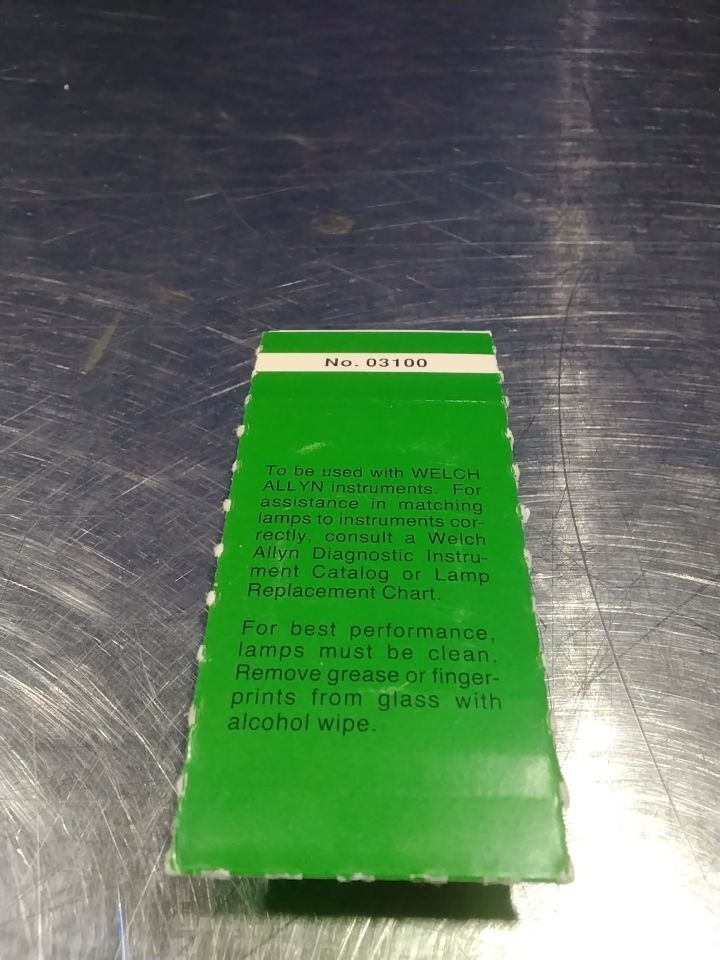 No. 03100
To be used with WELCH
ALLYN instruments. For
assistance in matching
lamps to instruments cor-
rectly, consult a Welch
Allyn Diagnostic Instru-
ment Catalog or Lamp
Replacement Chart.
For best performance,
lamps must be clean.
Remove grease or finger-
prints from glass with
alcohol wipe.